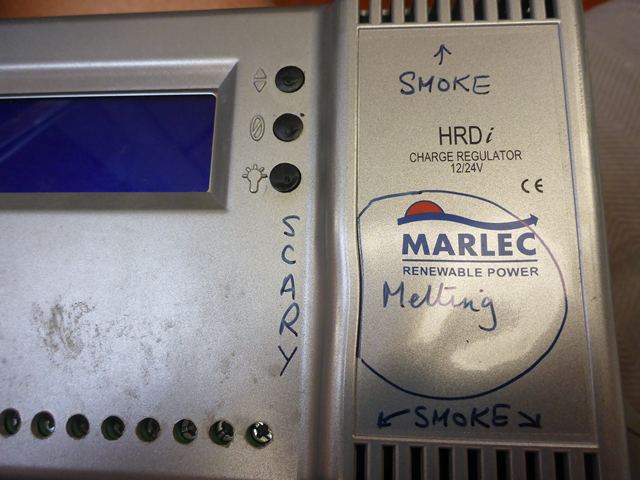 SMOKE
HRDi
CHARGE REGULATOR
12/24V
CE
SCARY
MARLEC
RENEWABLE POWER
Melting
SMOKE